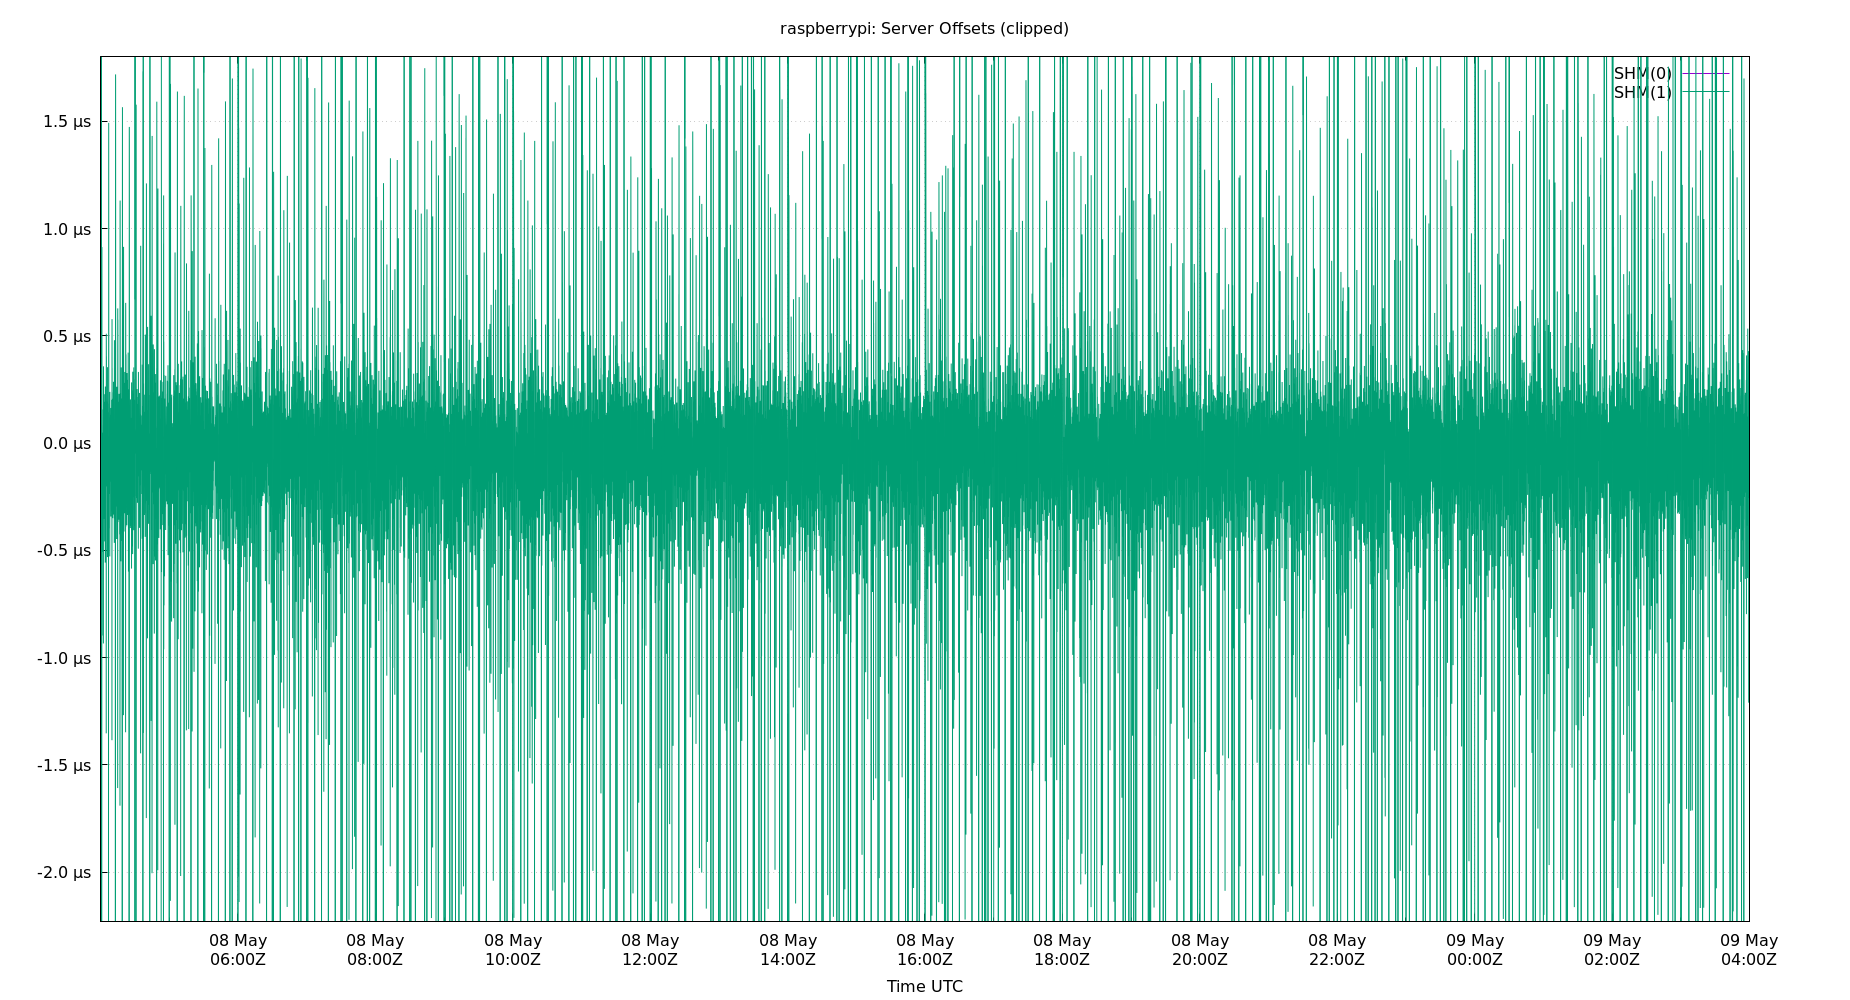 raspberrypi: Server Offsets (clipped)
SHM(0)
SHM(1)
1.5 µs
1.0 µs
0.5 µs
0.0 µs
-0.5 µs
-1.0 µs
-1.5 µs
-2.0 µs
08 May 08 May 08 May 08 May 08 May 08 May 08 May 08 May 08 May 09 May 09 May 09 May
06:00Z 08:00Z 10:00Z 12:00Z 14:00Z 16:00Z 18:00Z 20:00Z 22:00Z 00:00Z 02:00Z 04:00Z
Time UTC